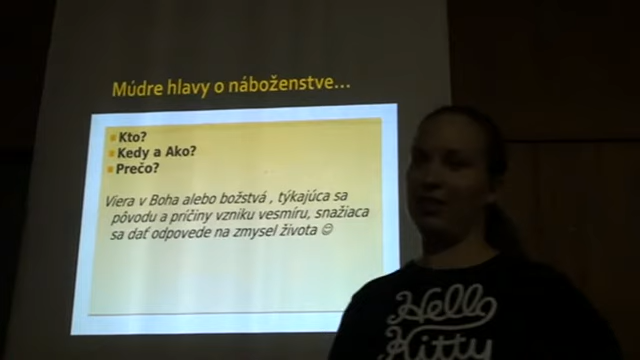 Múdre hlavy o náboženstve...
Kto?
Kedy a Ako?
Prečo?
Viera v Boha alebo božstvá , týkajúca sa
pôvodu a príčiny vzniku vesmíru, snažiaca
sa dať odpovede na zmysel života ☺
Hello
Kitty